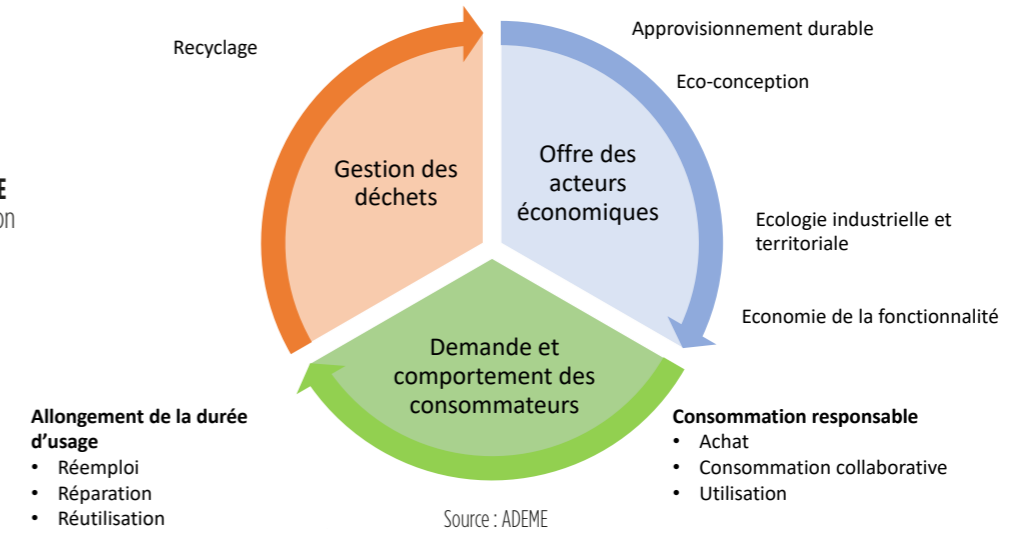 Recyclage
Approvisionnement durable
Eco-conception
Gestion des
déchets
Offre des
acteurs
économiques
E
on
Ecologie industrielle et
territoriale
Economie de la fonctionnalité
Demande et
comportement des
consommateurs
Allongement de la durée
d'usage
• Réemploi
• Réparation
• Réutilisation
Consommation responsable
• Achat
• Consommation collaborative
• Utilisation
Source : ADEME